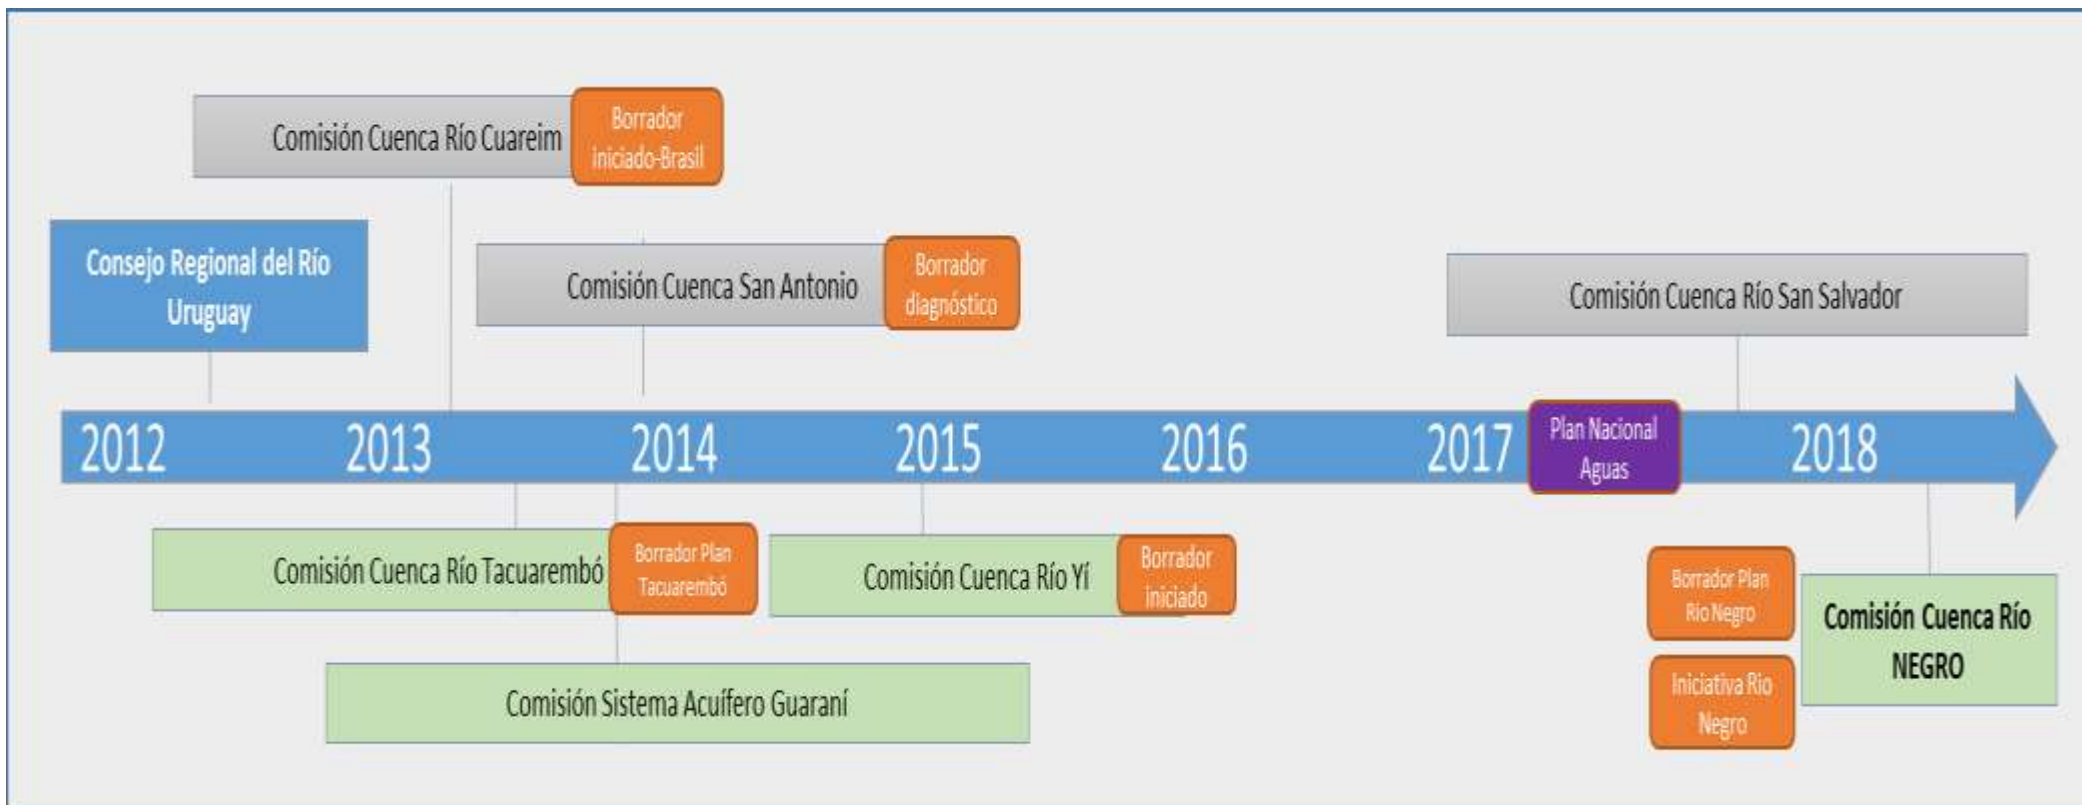 Comisión Cuenca Río Cuareim
Borrador
iniciado-Brasil
Consejo Regional del Río
Uruguay
Comisión Cuenca San Antonio
Borrador
diagnóstico
Comisión Cuenca Río San Salvador
2012
2013
2014
2015
2016
2017
Plan Nacional
Aguas
2018
Comisión Cuenca Río Tacuarembó
Borrador Plan
Tacuarembó
Comisión Cuenca Río Yí
Borrador
iniciado
Borrador Plan
Rio Negro
Comisión Cuenca Río
NEGRO
Iniciativa Rio
Negro
Comisión Sistema Acuífero Guaraní